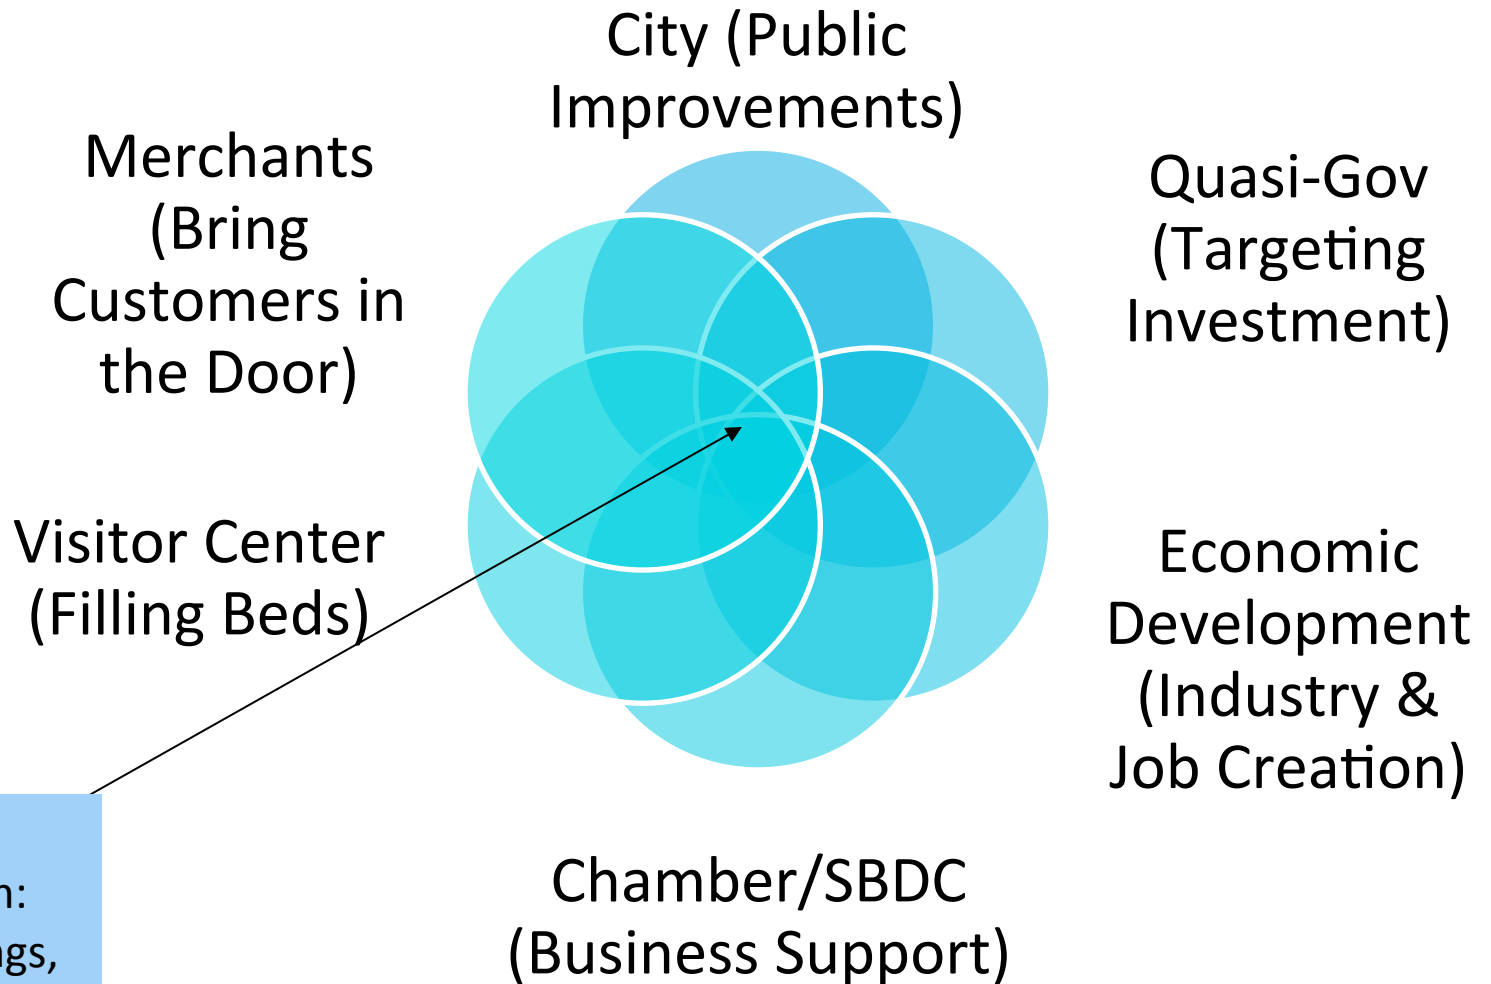 City (Public
Improvements)
Merchants
(Bring
Customers in
the Door)
Quasi-Gov
(Targeting
Investment)
Visitor Center
(Filling Beds)
Economic
Development
(Industry &
Job Creation)
Chamber/SBDC
(Business Support)